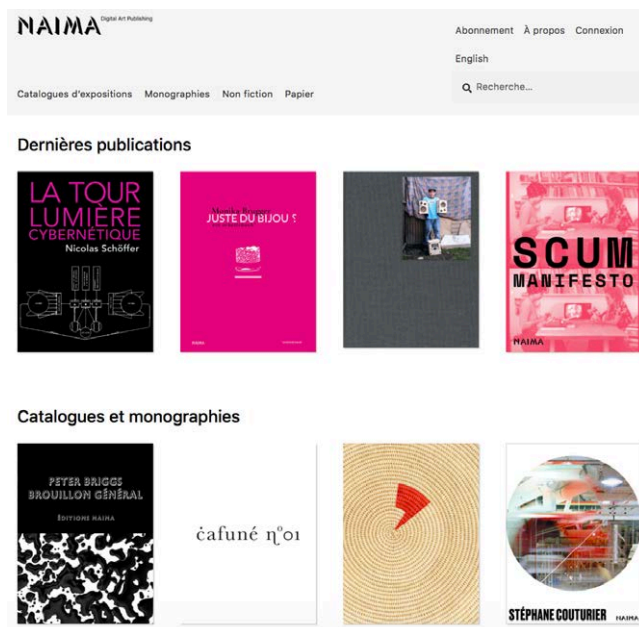 NAIMA Digital Art Publishing
Abonnement À propos Connexion
English
Recherche...
Catalogues d'expositions Monographies Non fiction Papier
Dernières publications
LA TOUR
LUMIÈRE
CYBERNÉTIQUE
Nicolas Schöffer
JUSTE DU BIJOU ?
NAIMA
SCUM
MANIFESTO
NAIMA
Catalogues et monographies
PETER BRIGGS
BROUILLON GÉNÉRAL
ÉDITIONS NAIMA
ċafuné nº01
STÉPHANE COUTURIER NAIMA